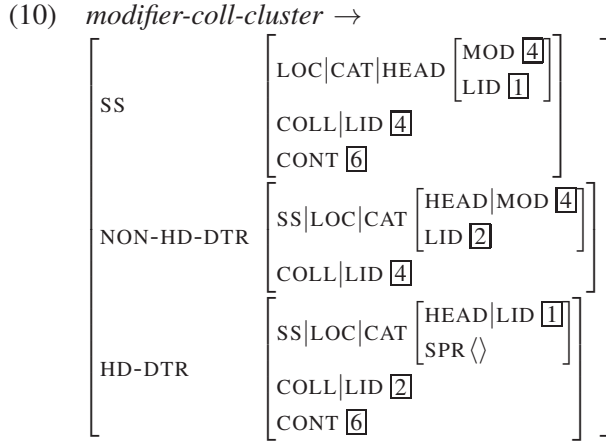 (10) modifier-coll-cluster →
LOC|CAT|HEAD [MOD 4
LID 1]
SS
COLL|LID 4
CONT 6
SS|LOC|CAT [HEAD|MOD 4
NON-HD-DTR
LID 2]
COLL|LID 4
SS|LOC|CAT [HEAD|LID 1
SPR ⟨⟩]
HD-DTR
COLL|LID 2
CONT 6